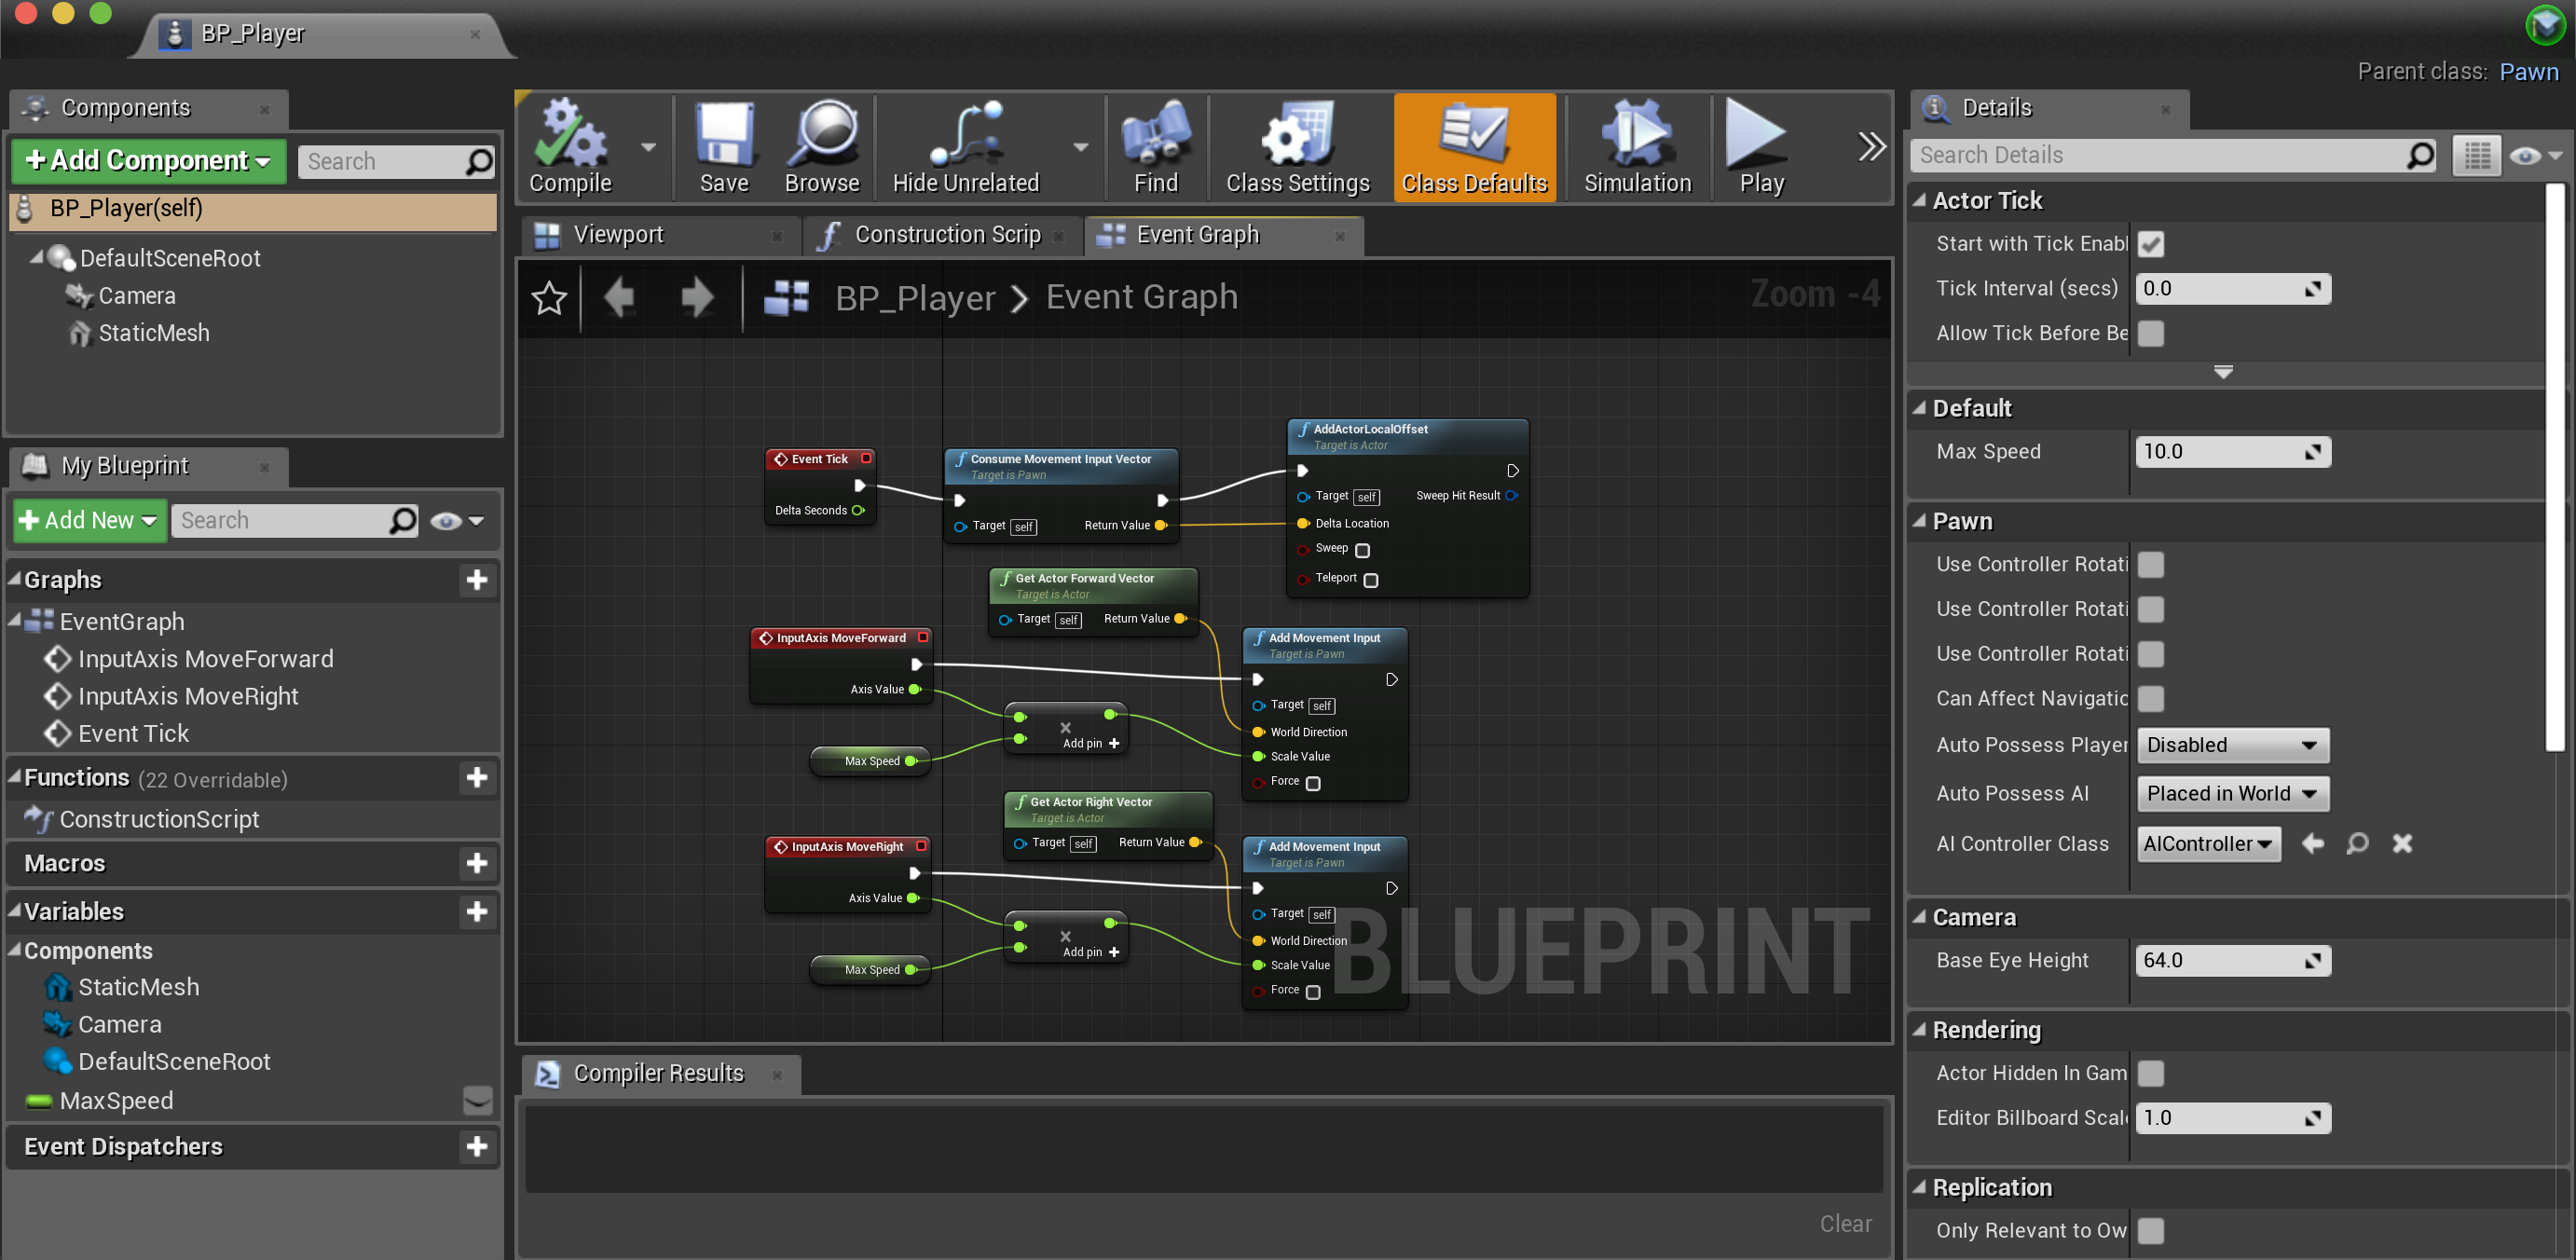 BP_Player
Parent class: Pawn
Components
Add Component
Search
BP_Player(self)
DefaultSceneRoot
Camera
StaticMesh
My Blueprint
Add New
Search
Graphs
EventGraph
InputAxis MoveForward
InputAxis MoveRight
Event Tick
Functions (22 Overridable)
ConstructionScript
Macros
Variables
Components
StaticMesh
Camera
DefaultSceneRoot
MaxSpeed
Event Dispatchers
Compile
Save
Browse
Hide Unrelated
Find
Class Settings
Class Defaults
Simulation
Play
Viewport
Construction Scrip
Event Graph
BP_Player > Event Graph
Zoom -4
Event Tick
Delta Seconds
Consume Movement Input Vector
Target is Pawn
Target self
Return Value
AddActorLocalOffset
Target is Actor
Target self
Sweep Hit Result
Delta Location
Sweep
Teleport
Get Actor Forward Vector
Target is Actor
Target self
Return Value
InputAxis MoveForward
Axis Value
Max Speed
Add pin
Add Movement Input
Target is Pawn
Target self
World Direction
Scale Value
Force
Get Actor Right Vector
Target is Actor
Target self
Return Value
InputAxis MoveRight
Axis Value
Max Speed
Add pin
Add Movement Input
Target is Pawn
Target self
World Direction
Scale Value
Force
BLUEPRINT
Compiler Results
Clear
Details
Search Details
Actor Tick
Start with Tick Enabl
Tick Interval (secs) 0.0
Allow Tick Before Be
Default
Max Speed 10.0
Pawn
Use Controller Rotati
Use Controller Rotati
Use Controller Rotati
Can Affect Navigatic
Auto Possess Player Disabled
Auto Possess AI Placed in World
AI Controller Class AIController
Camera
Base Eye Height 64.0
Rendering
Actor Hidden In Gam
Editor Billboard Scal 1.0
Replication
Only Relevant to Ow